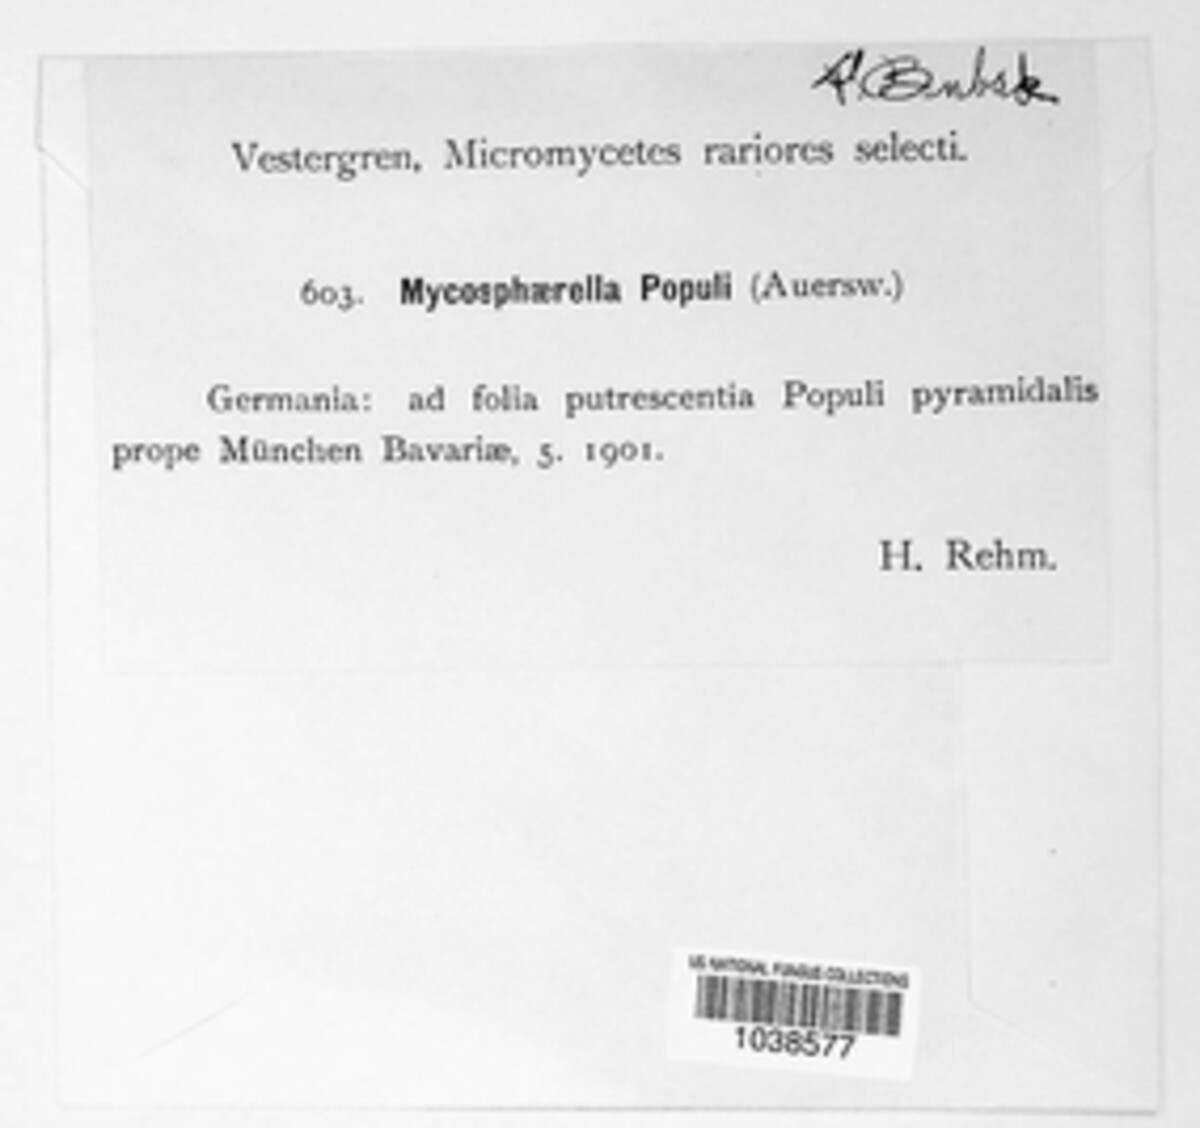 Vestergren, Micromycetes rariores selecti.
603. Mycosphærella Populi (Auersw.)
Germania: ad folia putrescentia Populi pyramidalis
prope München Bavariæ, 5. 1901.
H. Rehm.
US NATIONAL FUNGUS COLLECTIONS
1038577